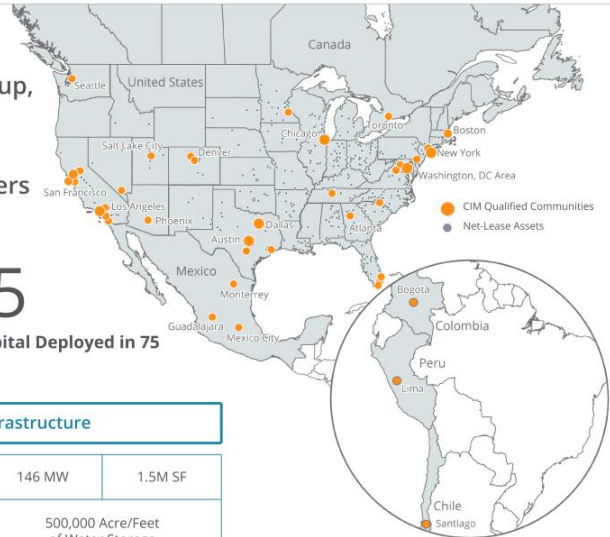 Canada
up,
Seattle
United States
Toronto
Chicago
Boston
Salt Lake City
Denver
New York
Washington, DC Area
ers
San Francisco
CIM Qualified Communities
Los Angeles
Phoenix
Dallas
Atlanta
Net-Lease Assets
Austin
Mexico
5
Monterrey
Bogotá
Guadalajara
Mexico City
Colombia
pital Deployed in 75
Peru
Lima
rastructure
146 MW
1.5M SF
Chile
500,000 Acre/Feet
of Water Storage
Santiago